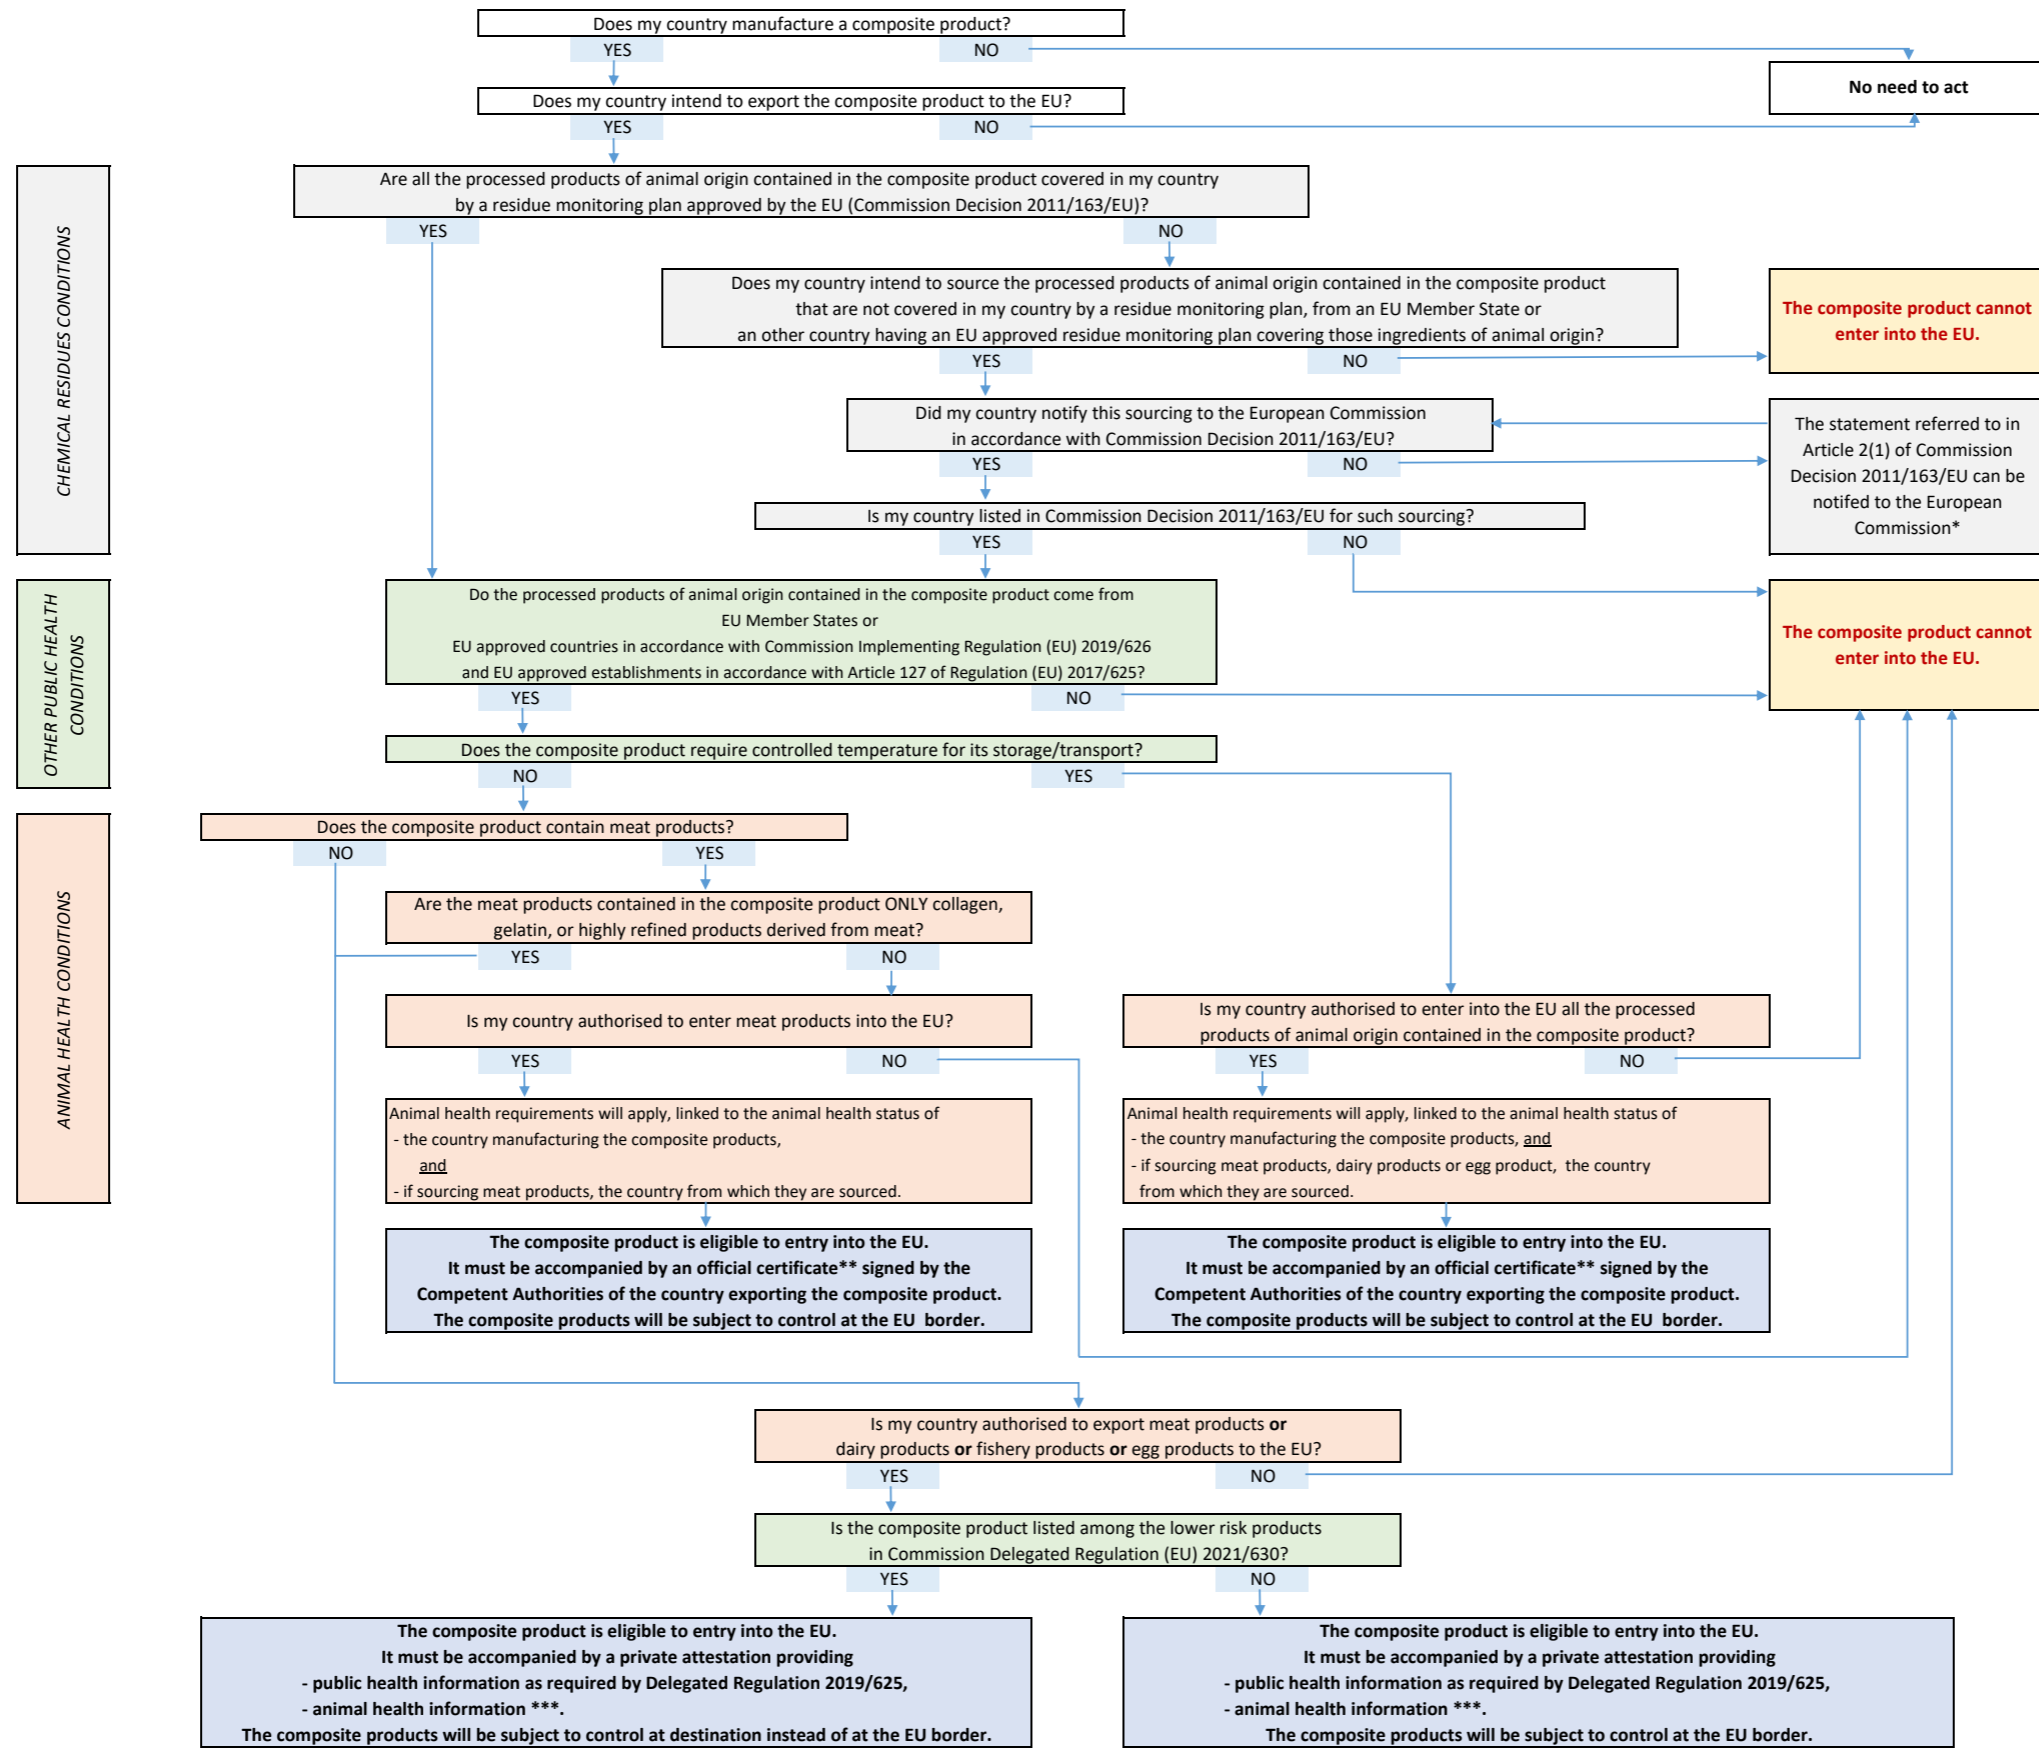 Does my country manufacture a composite product?
YES
NO
No need to act
Does my country intend to export the composite product to the EU?
YES
NO
CHEMICAL RESIDUES CONDITIONS
Are all the processed products of animal origin contained in the composite product covered in my country
by a residue monitoring plan approved by the EU (Commission Decision 2011/163/EU)?
YES
NO
Does my country intend to source the processed products of animal origin contained in the composite product
that are not covered in my country by a residue monitoring plan, from an EU Member State or
an other country having an EU approved residue monitoring plan covering those ingredients of animal origin?
YES
NO
The composite product cannot
enter into the EU.
Did my country notify this sourcing to the European Commission
in accordance with Commission Decision 2011/163/EU?
YES
NO
The statement referred to in
Article 2(1) of Commission
Decision 2011/163/EU can be
notifed to the European
Commission*
Is my country listed in Commission Decision 2011/163/EU for such sourcing?
YES
NO
OTHER PUBLIC HEALTH
CONDITIONS
Do the processed products of animal origin contained in the composite product come from
EU Member States or
EU approved countries in accordance with Commission Implementing Regulation (EU) 2019/626
and EU approved establishments in accordance with Article 127 of Regulation (EU) 2017/625?
YES
NO
The composite product cannot
enter into the EU.
Does the composite product require controlled temperature for its storage/transport?
NO
YES
ANIMAL HEALTH CONDITIONS
Does the composite product contain meat products?
NO
YES
Are the meat products contained in the composite product ONLY collagen,
gelatin, or highly refined products derived from meat?
YES
NO
Is my country authorised to enter meat products into the EU?
YES
NO
Is my country authorised to enter into the EU all the processed
products of animal origin contained in the composite product?
YES
NO
Animal health requirements will apply, linked to the animal health status of
- the country manufacturing the composite products,
and
- if sourcing meat products, the country from which they are sourced.
Animal health requirements will apply, linked to the animal health status of
- the country manufacturing the composite products, and
- if sourcing meat products, dairy products or egg product, the country
from which they are sourced.
The composite product is eligible to entry into the EU.
It must be accompanied by an official certificate** signed by the
Competent Authorities of the country exporting the composite product.
The composite products will be subject to control at the EU border.
The composite product is eligible to entry into the EU.
It must be accompanied by an official certificate** signed by the
Competent Authorities of the country exporting the composite product.
The composite products will be subject to control at the EU border.
Is my country authorised to export meat products or
dairy products or fishery products or egg products to the EU?
YES
NO
Is the composite product listed among the lower risk products
in Commission Delegated Regulation (EU) 2021/630?
YES
NO
The composite product is eligible to entry into the EU.
It must be accompanied by a private attestation providing
- public health information as required by Delegated Regulation 2019/625,
- animal health information ***.
The composite products will be subject to control at destination instead of at the EU border.
The composite product is eligible to entry into the EU.
It must be accompanied by a private attestation providing
- public health information as required by Delegated Regulation 2019/625,
- animal health information ***.
The composite products will be subject to control at the EU border.